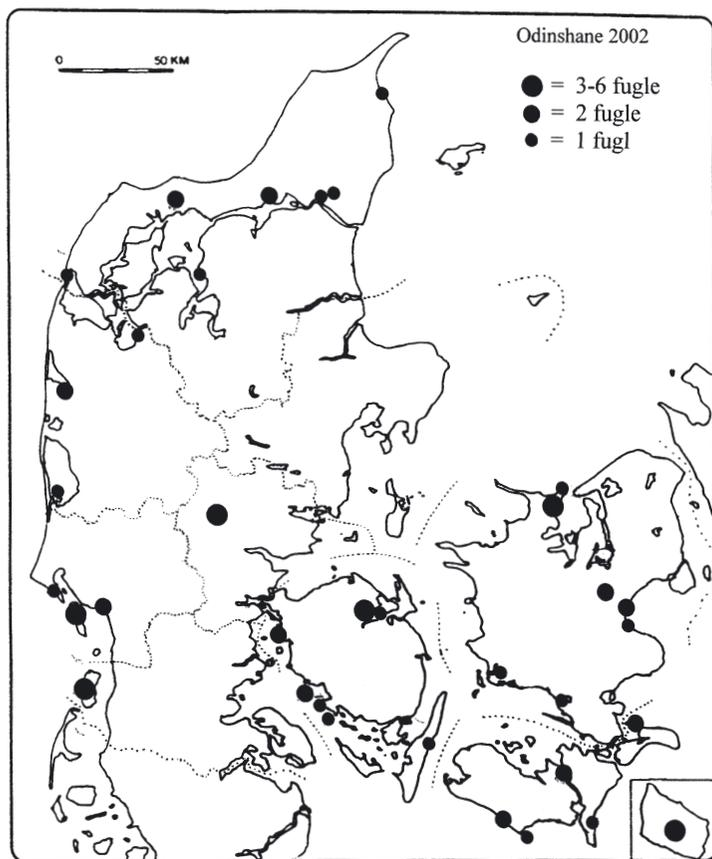 Odinshane 2002
0 50 KM
= 3-6 fugle
= 2 fugle
= 1 fugl